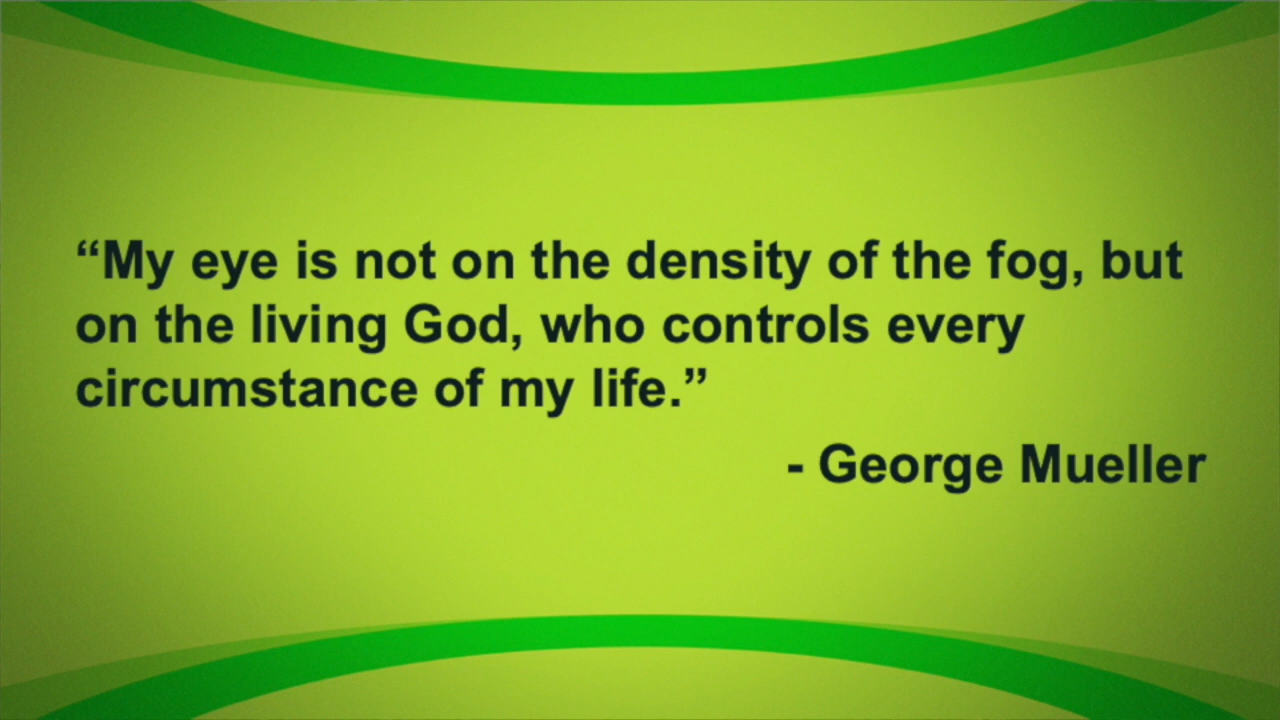 “My eye is not on the density of the fog, but
on the living God, who controls every
circumstance of my life.”
- George Mueller